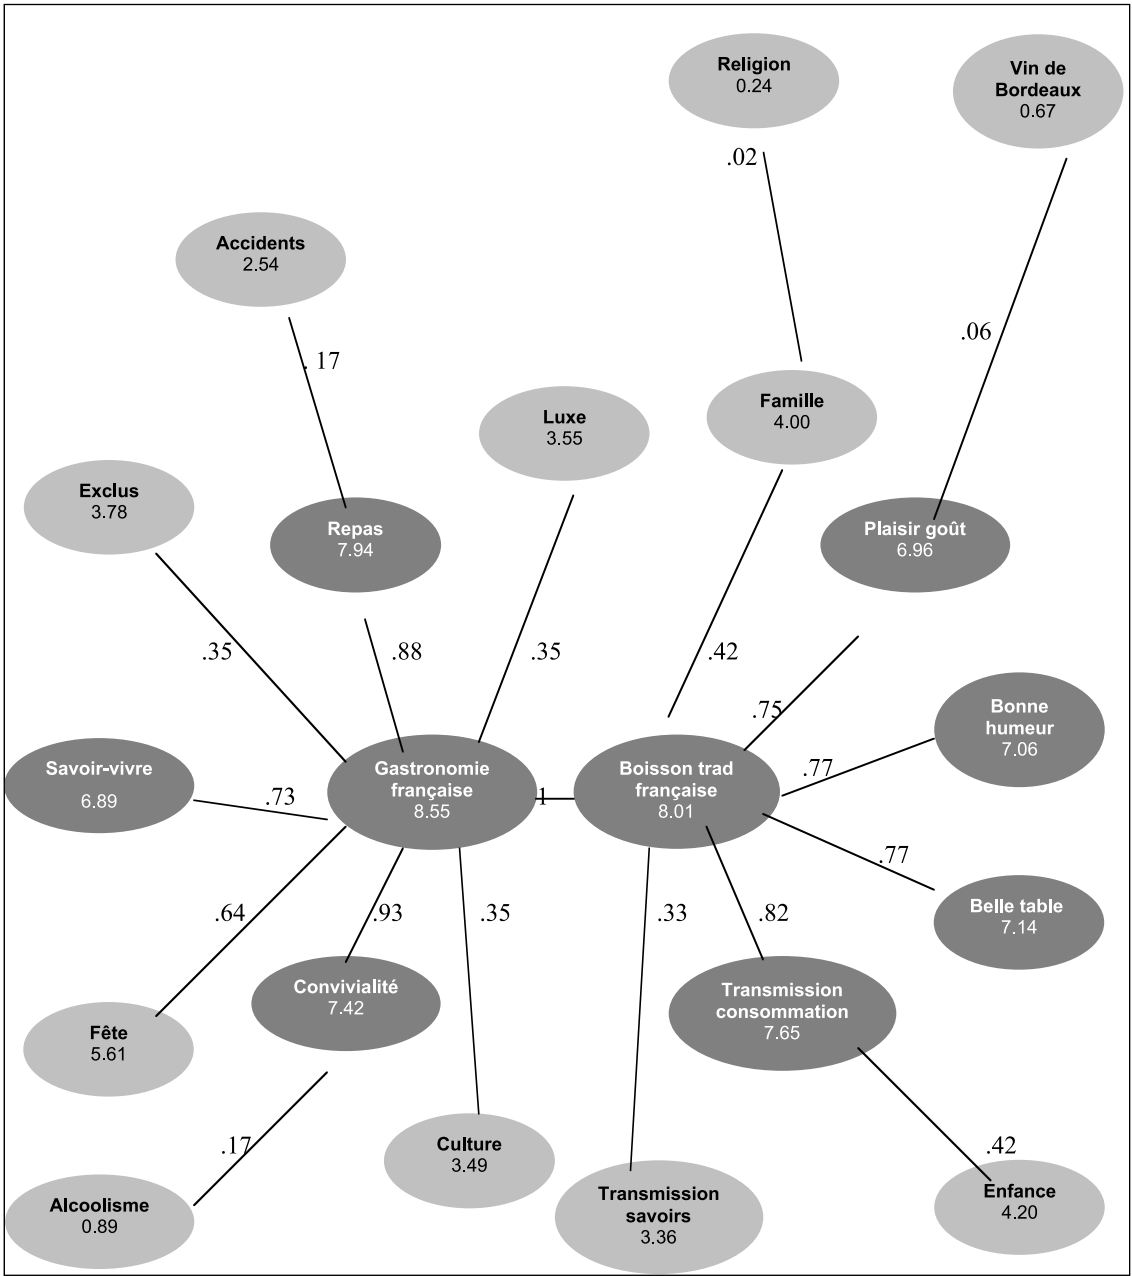 Religion
0.24
Vin de
Bordeaux
0.67
.02
Accidents
2.54
.06
. 17
Famille
4.00
Luxe
3.55
Exclus
3.78
Repas
7.94
Plaisir goût
6.96
.35
.88
.35
.42
.75
Bonne
humeur
7.06
Savoir-vivre
6.89
.73
Gastronomie
française
8.55
1
Boisson trad
française
8.01
.77
.77
Belle table
7.14
.64
.93
.35
.33
.82
Convivialité
7.42
Transmission
consommation
7.65
Fête
5.61
.17
Culture
3.49
.42
Alcoolisme
0.89
Transmission
savoirs
3.36
Enfance
4.20